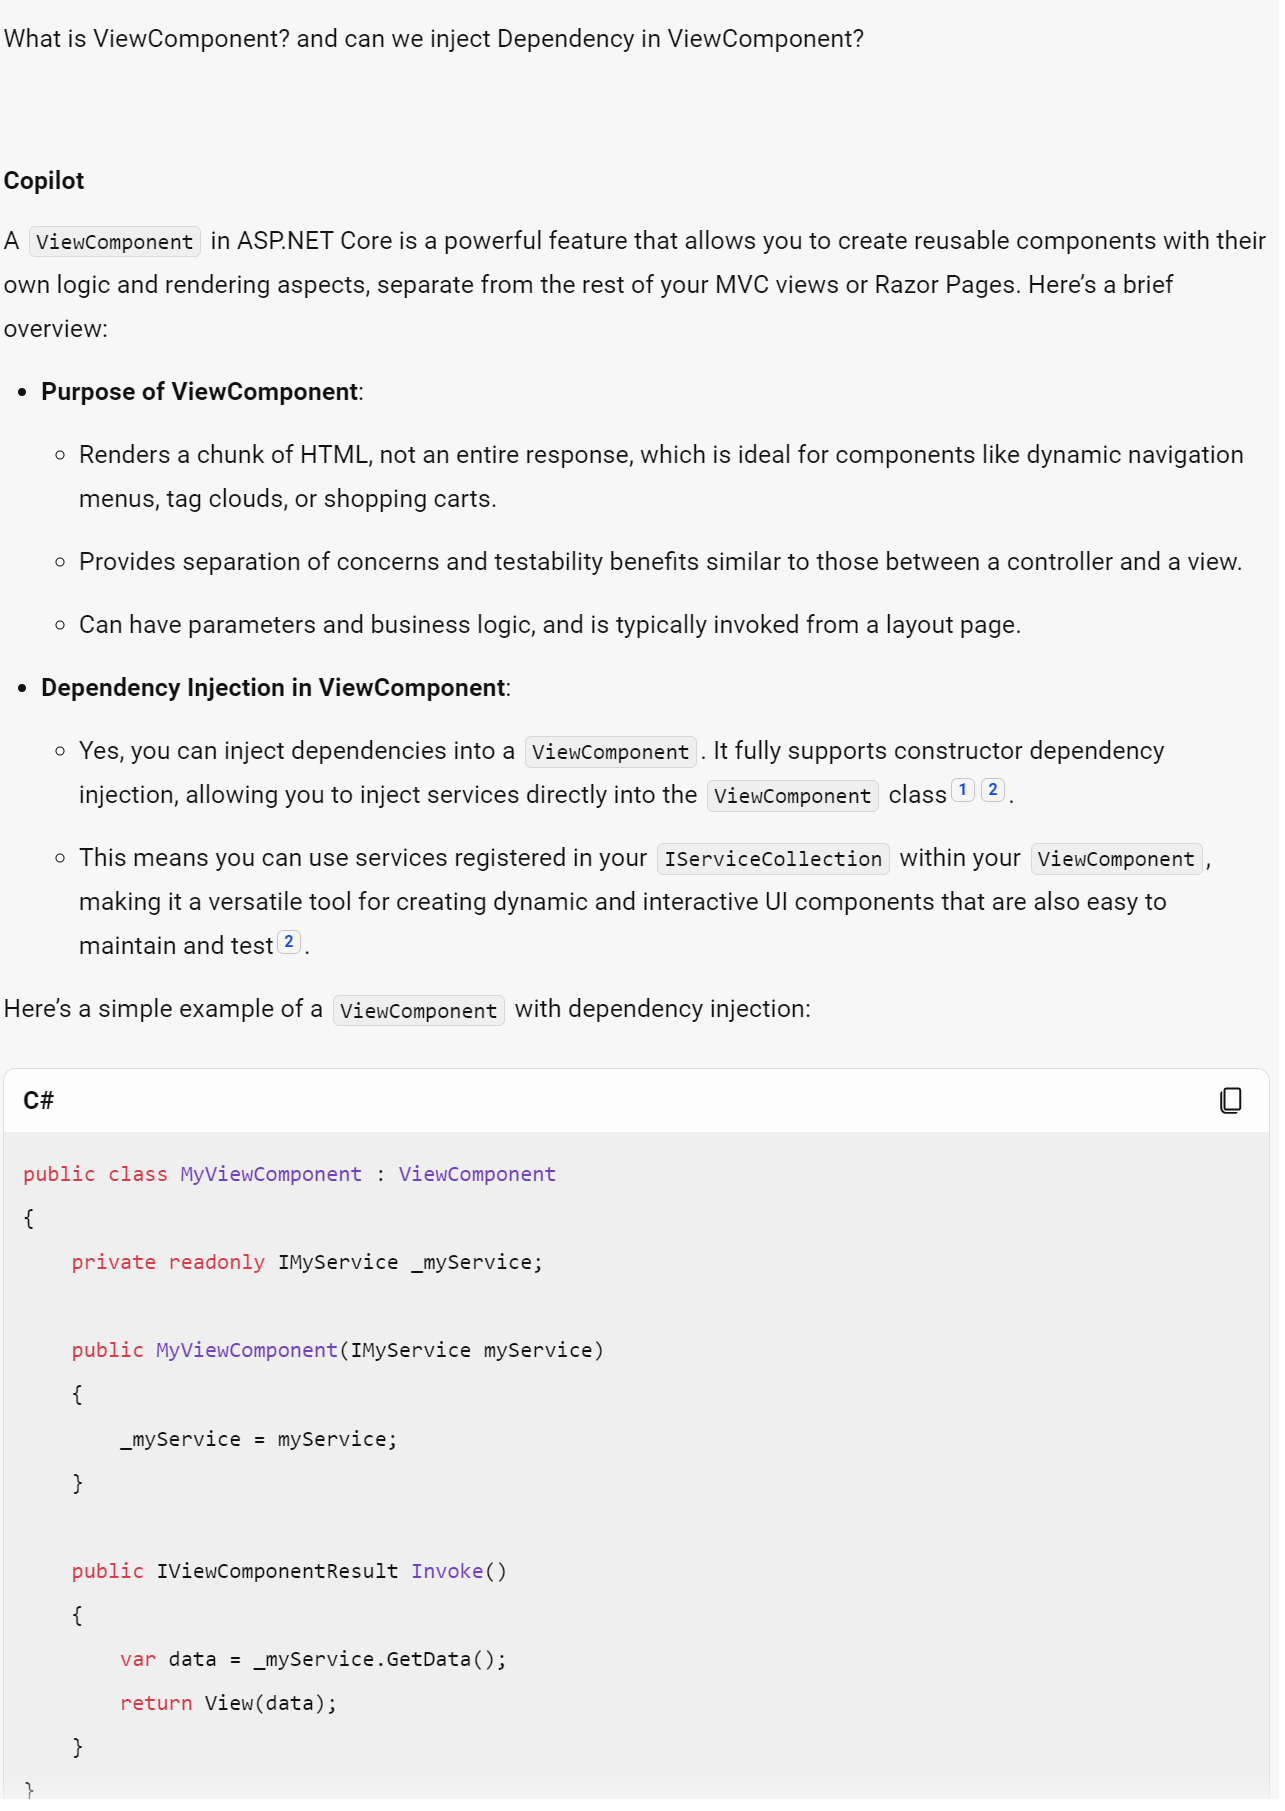 What is ViewComponent? and can we inject Dependency in ViewComponent?
Copilot
A ViewComponent in ASP.NET Core is a powerful feature that allows you to create reusable components with their
own logic and rendering aspects, separate from the rest of your MVC views or Razor Pages. Here’s a brief
overview:
• Purpose of ViewComponent:
◦ Renders a chunk of HTML, not an entire response, which is ideal for components like dynamic navigation
menus, tag clouds, or shopping carts.
◦ Provides separation of concerns and testability benefits similar to those between a controller and a view.
◦ Can have parameters and business logic, and is typically invoked from a layout page.
• Dependency Injection in ViewComponent:
◦ Yes, you can inject dependencies into a ViewComponent. It fully supports constructor dependency
injection, allowing you to inject services directly into the ViewComponent class 1 2.
◦ This means you can use services registered in your IServiceCollection within your ViewComponent,
making it a versatile tool for creating dynamic and interactive UI components that are also easy to
maintain and test 2.
Here’s a simple example of a ViewComponent with dependency injection:
C#
public class MyViewComponent : ViewComponent
{
    private readonly IMyService _myService;
    public MyViewComponent(IMyService myService)
    {
        _myService = myService;
    }
    public IViewComponentResult Invoke()
    {
        var data = _myService.GetData();
        return View(data);
    }
}